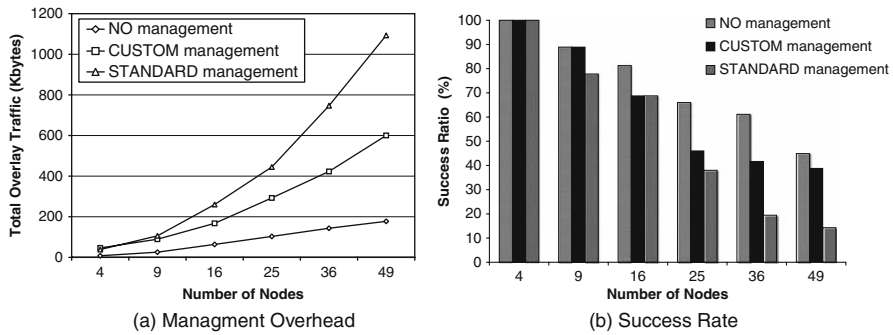 1200
1000
800
600
400
200
0
Total Overlay Traffic (Kbytes)
NO management
CUSTOM management
STANDARD management
4 9 16 25 36 49
Number of Nodes
(a) Managment Overhead
100
90
80
70
60
50
40
30
20
10
0
Success Ratio (%)
NO management
CUSTOM management
STANDARD management
4 9 16 25 36 49
Number of Nodes
(b) Success Rate